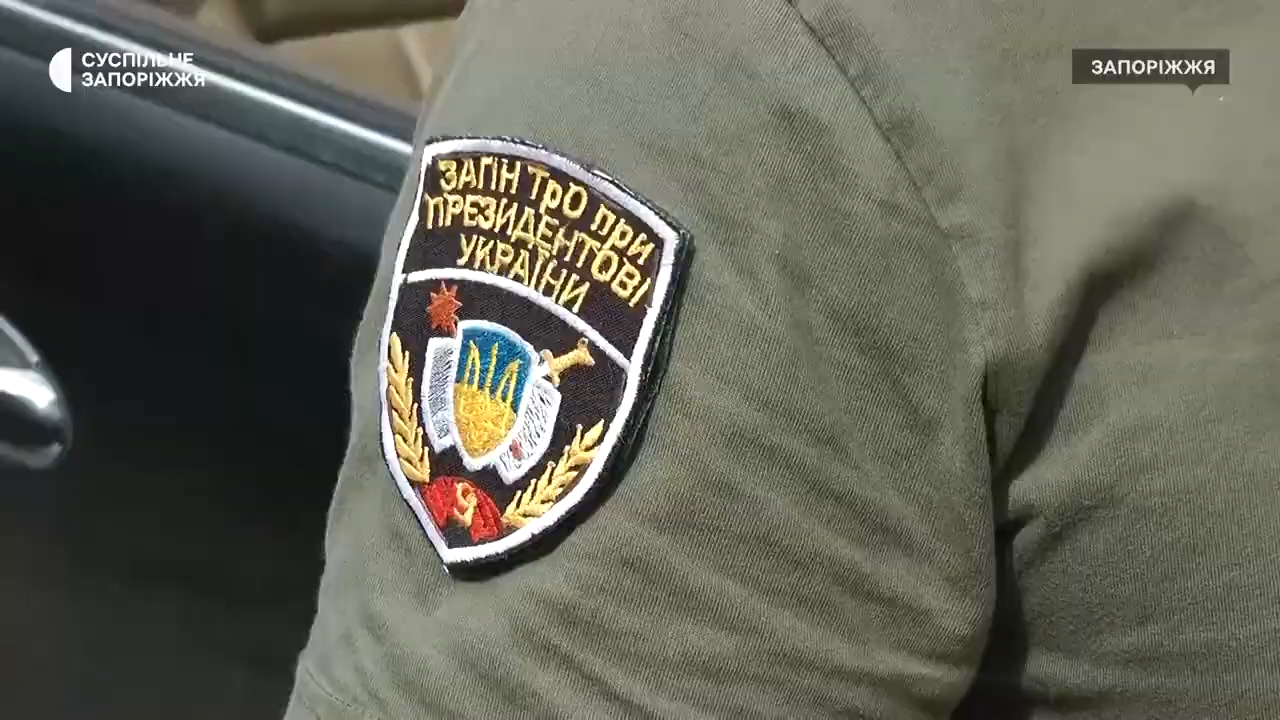 СУСПІЛЬНЕ
ЗАПОРІЖЖЯ
ЗАПОРІЖЖЯ
ЗАГІН ТрО при
ПРЕЗИДЕНТОВІ
УКРАЇНИ